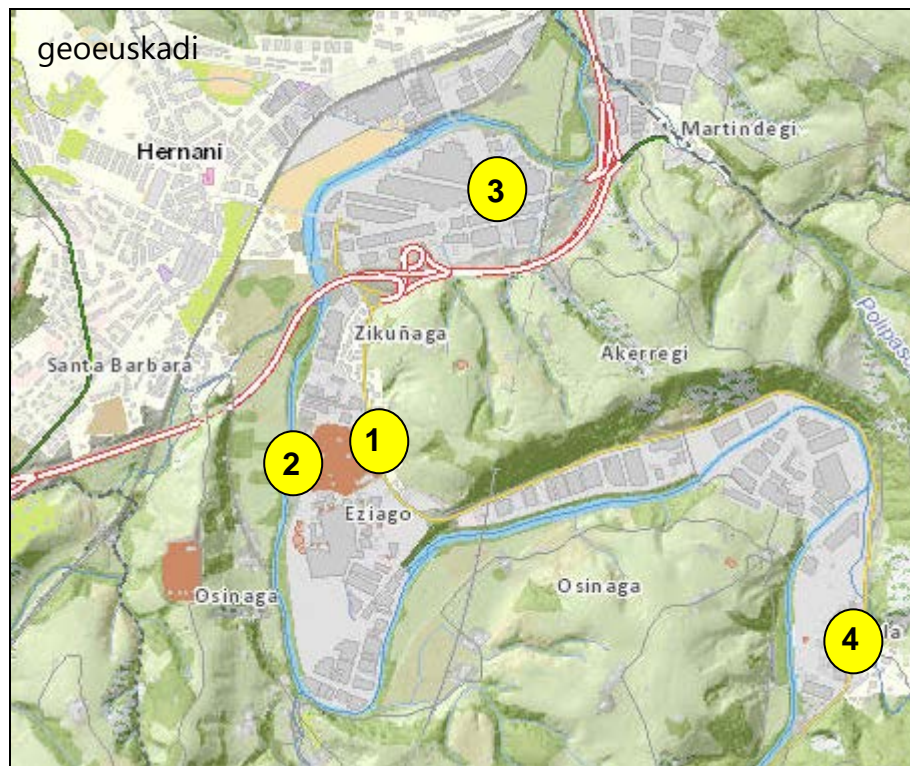 geoeuskadi
Hernani
Martindegi
3
Zikuñaga
Akerregi
Santa Barbara
1
2
Eziago
Osinaga
Osinaga
4